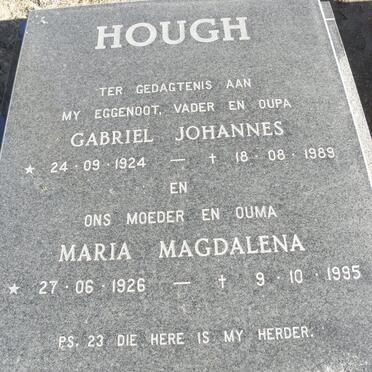 HOUGH
TER GEDAGTENIS AAN
MY EGGENOOT, VADER EN OUPA
GABRIEL JOHANNES
★ 24·09·1924 — † 18·08·1989
EN
ONS MOEDER EN OUMA
MARIA MAGDALENA
★ 27·06·1926 — † 9·10·1995
PS. 23 DIE HERE IS MY HERDER.